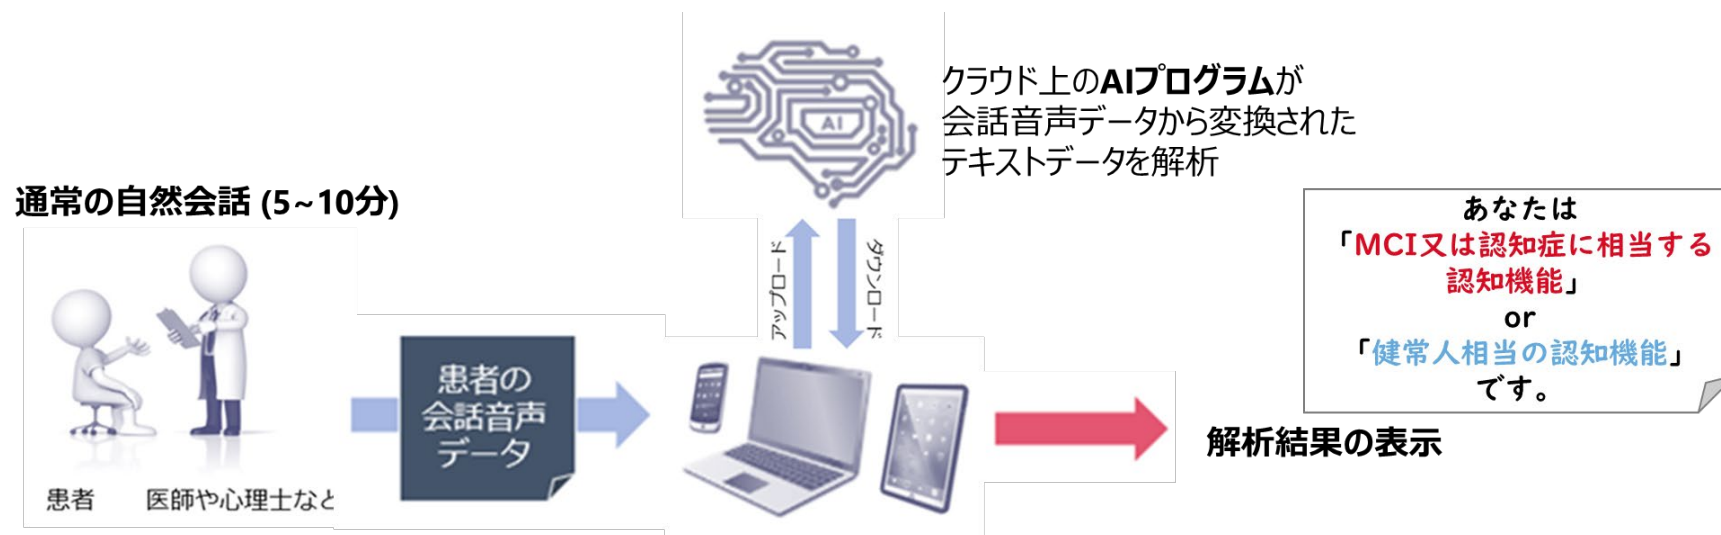 通常の自然会話 (5~10分)
患者
医師や心理士など
患者の
会話音声
データ
AI
クラウド上のAIプログラムが
会話音声データから変換された
テキストデータを解析
アップロード
ダウンロード
あなたは
「MCI又は認知症に相当する
認知機能」
or
「健常人相当の認知機能」
です。
解析結果の表示